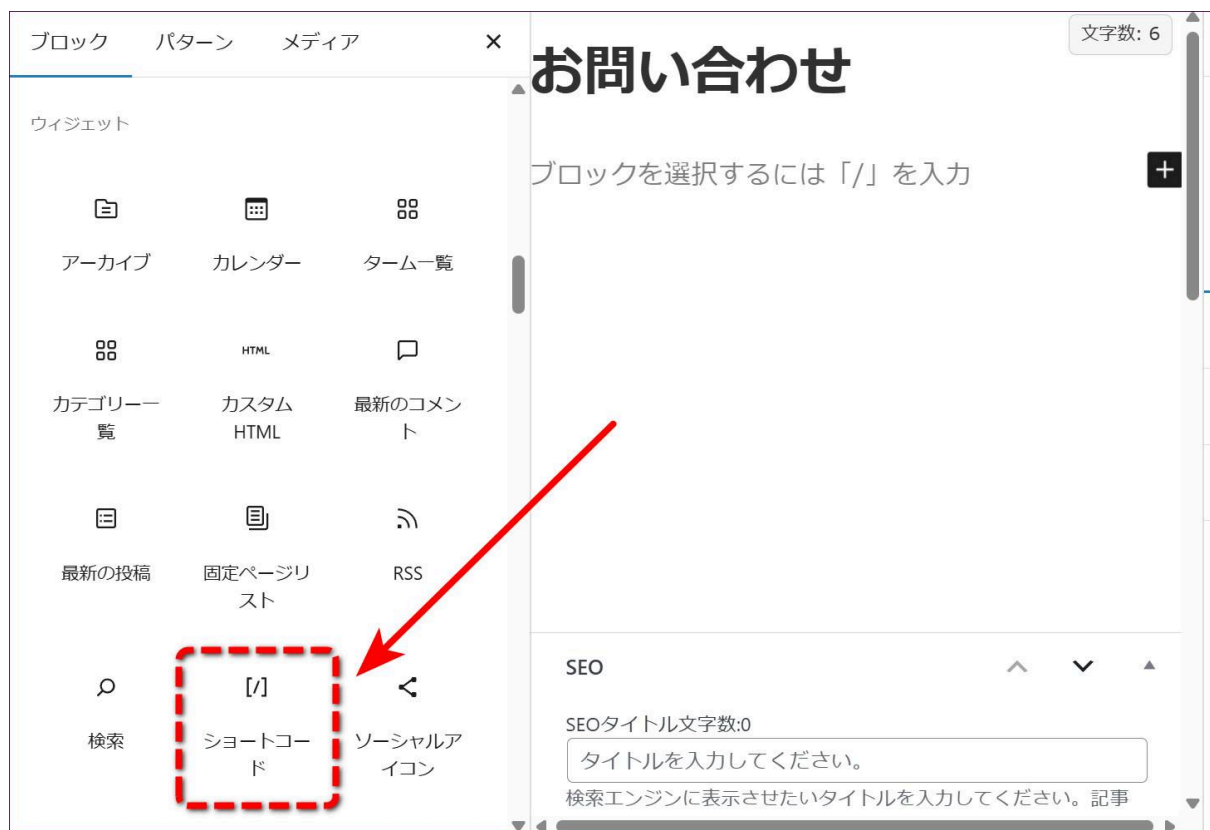 ブロック パターン メディア ×
ウィジェット
アーカイブ カレンダー ターム一覧
HTML
カテゴリー一 カスタム 最新のコメン
覧 HTML ト
最新の投稿 固定ページリ RSS
スト
[/]
検索 ショートコー ソーシャルア
ド イコン
文字数: 6
お問い合わせ
ブロックを選択するには「/」を入力
SEO
SEOタイトル文字数:0
タイトルを入力してください。
検索エンジンに表示させたいタイトルを入力してください。記事